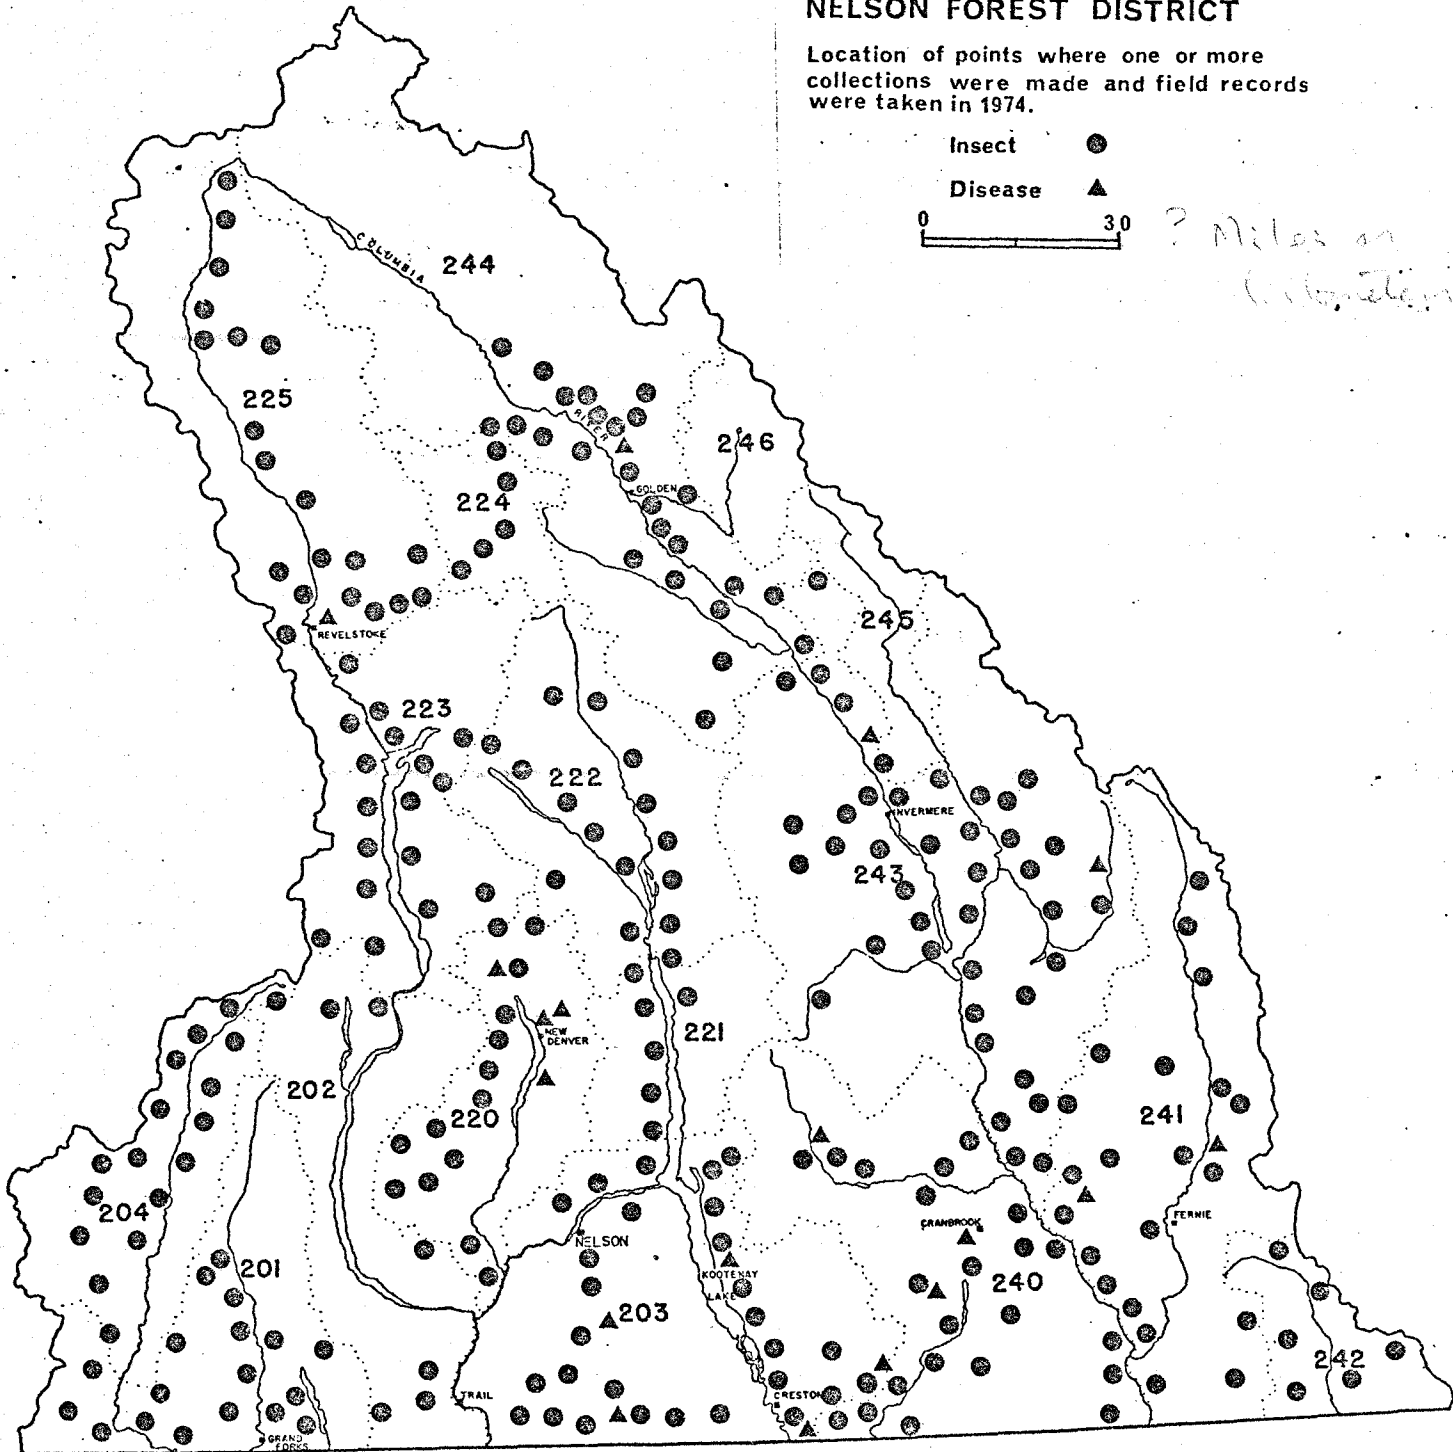 NELSON FOREST DISTRICT
Location of points where one or more
collections were made and field records
were taken in 1974.
Insect
Disease
0 30
? Miles or
COLUMBIA
244
225
RIVER
246
GOLDEN
224
245
REVELSTOKE
223
222
INVERMERE
243
221
NEW
DENVER
202
220
241
204
CRANBROOK
FERNIE
NELSON
201
KOOTENAY
LAKE
240
203
242
TRAIL
CRESTON
GRAND
FORKS